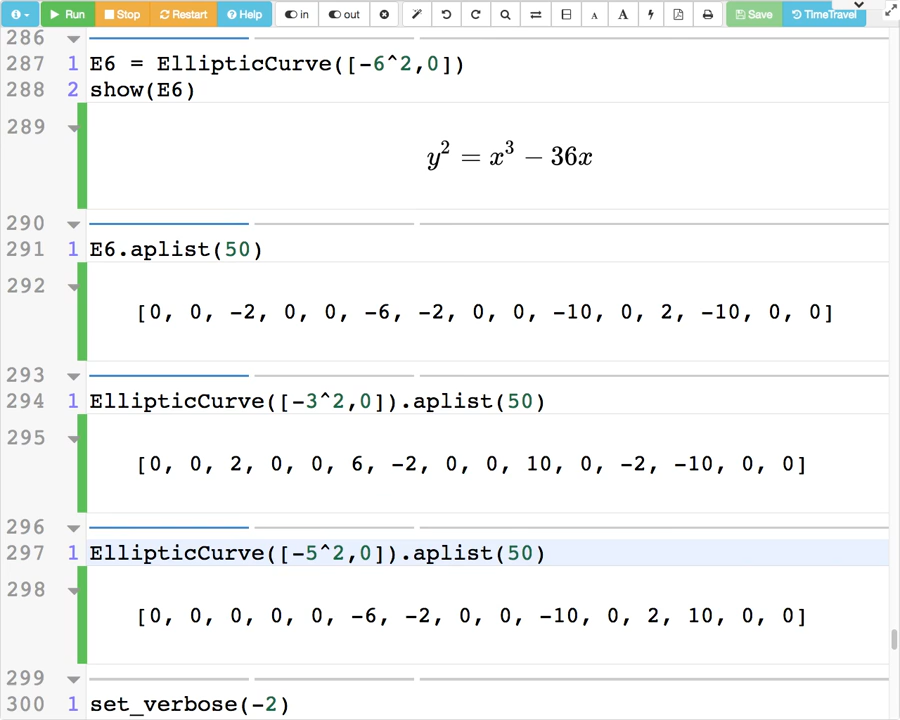 Run Stop Restart Help in out A A Save TimeTravel
286
287 1 E6 = EllipticCurve([-6^2,0])
288 2 show(E6)
289
y² = x³ − 36x
290
291 1 E6.aplist(50)
292
[0, 0, -2, 0, 0, -6, -2, 0, 0, -10, 0, 2, -10, 0, 0]
293
294 1 EllipticCurve([-3^2,0]).aplist(50)
295
[0, 0, 2, 0, 0, 6, -2, 0, 0, 10, 0, -2, -10, 0, 0]
296
297 1 EllipticCurve([-5^2,0]).aplist(50)
298
[0, 0, 0, 0, 0, -6, -2, 0, 0, -10, 0, 2, 10, 0, 0]
299
300 1 set_verbose(-2)